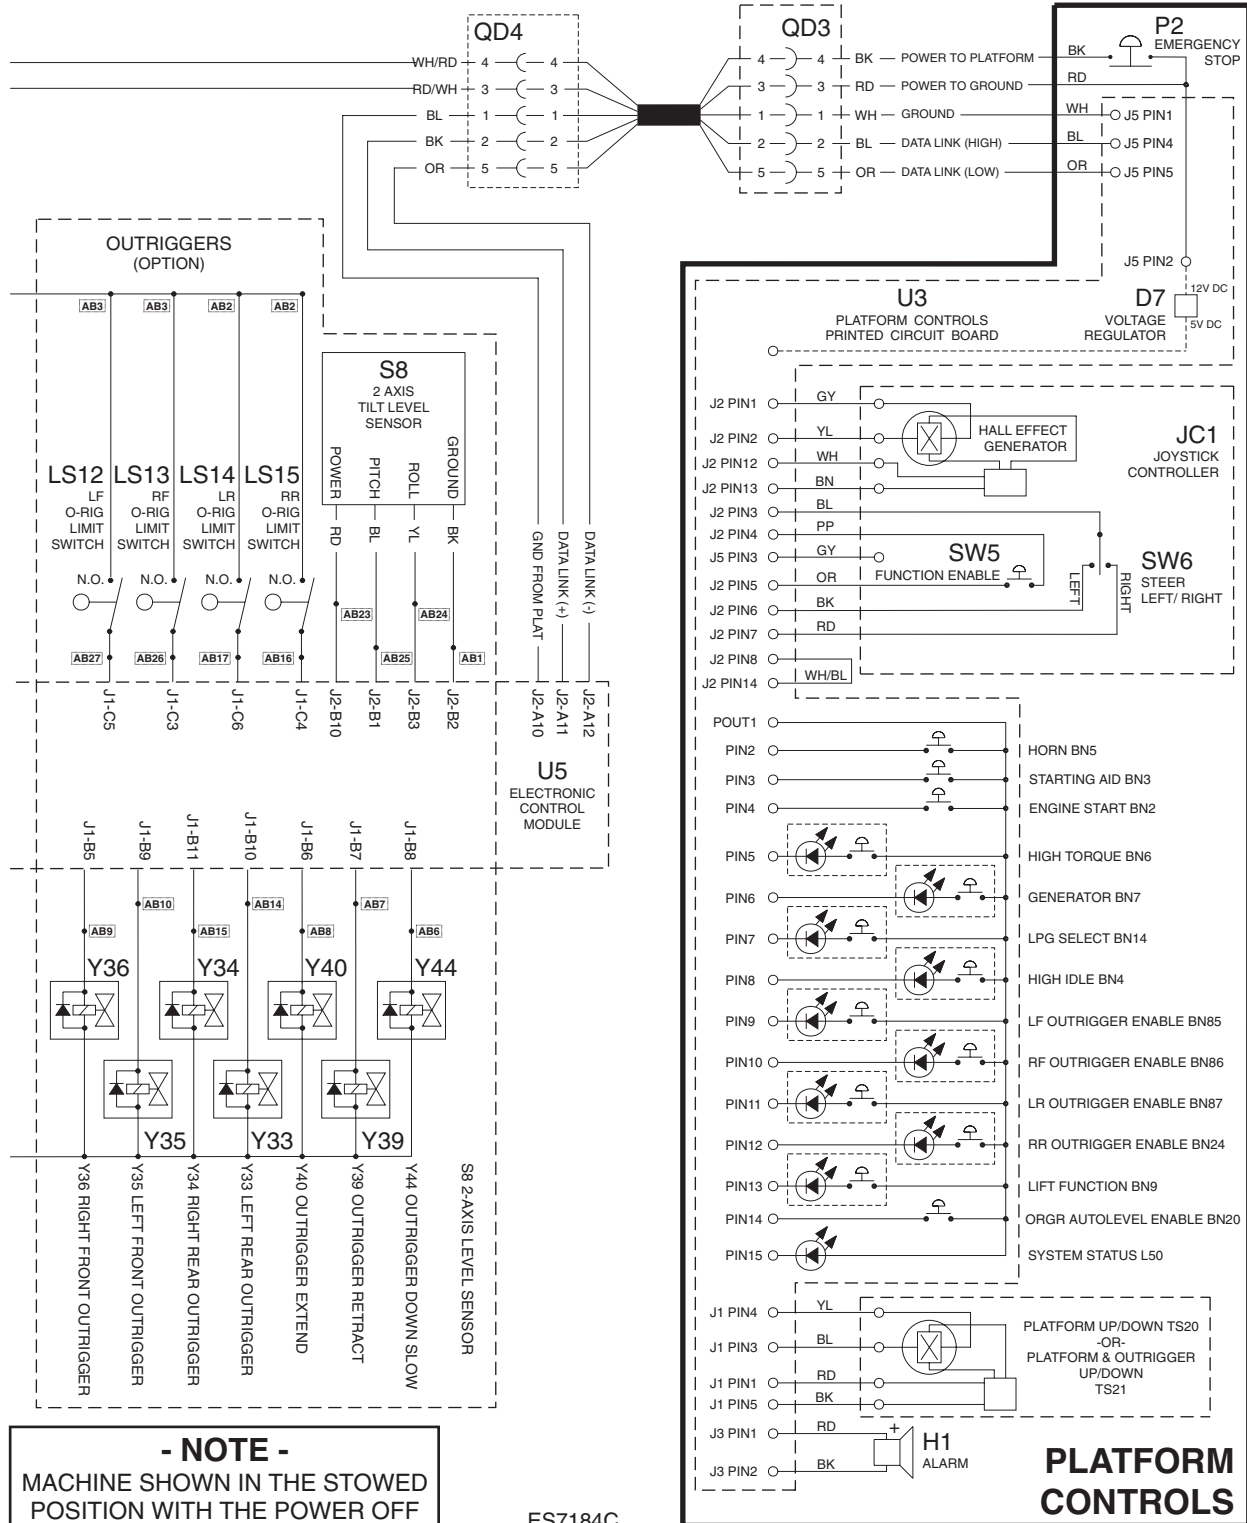 QD4
WH/RD 4 4
RD/WH 3 3
BL 1 1
BK 2 2
OR 5 5
QD3
4 4 BK POWER TO PLATFORM BK
3 3 RD POWER TO GROUND RD
1 1 WH GROUND WH J5 PIN1
2 2 BL DATA LINK (HIGH) BL J5 PIN4
5 5 OR DATA LINK (LOW) OR J5 PIN5
P2
EMERGENCY
STOP
J5 PIN2
12V DC
5V DC
D7
VOLTAGE
REGULATOR
U3
PLATFORM CONTROLS
PRINTED CIRCUIT BOARD
OUTRIGGERS
(OPTION)
AB3 AB3 AB2 AB2
S8
2 AXIS
TILT LEVEL
SENSOR
POWER PITCH ROLL GROUND
RD BL YL BK
AB23 AB25 AB24 AB1
LS12 LS13 LS14 LS15
LF RF LR RR
O-RIG O-RIG O-RIG O-RIG
LIMIT LIMIT LIMIT LIMIT
SWITCH SWITCH SWITCH SWITCH
N.O. N.O. N.O. N.O.
AB27 AB26 AB17 AB16
GND FROM PLAT
DATA LINK (+)
DATA LINK (-)
J1-C5 J1-C3 J1-C6 J1-C4 J2-B10 J2-B1 J2-B3 J2-B2 J2-A10 J2-A11 J2-A12
U5
ELECTRONIC
CONTROL
MODULE
J1-B5 J1-B9 J1-B11 J1-B10 J1-B6 J1-B7 J1-B8
AB10 AB14 AB7
AB9 AB15 AB8 AB6
Y36 Y34 Y40 Y44
Y35 Y33 Y39
Y36 RIGHT FRONT OUTRIGGER
Y35 LEFT FRONT OUTRIGGER
Y34 RIGHT REAR OUTRIGGER
Y33 LEFT REAR OUTRIGGER
Y40 OUTRIGGER EXTEND
Y39 OUTRIGGER RETRACT
Y44 OUTRIGGER DOWN SLOW
S8 2-AXIS LEVEL SENSOR
J2 PIN1 GY
J2 PIN2 YL
J2 PIN12 WH
J2 PIN13 BN
J2 PIN3 BL
J2 PIN4 PP
J5 PIN3 GY
J2 PIN5 OR
J2 PIN6 BK
J2 PIN7 RD
J2 PIN8
J2 PIN14 WH/BL
HALL EFFECT
GENERATOR
JC1
JOYSTICK
CONTROLLER
SW5
FUNCTION ENABLE
LEFT
RIGHT
SW6
STEER
LEFT/ RIGHT
POUT1
PIN2 HORN BN5
PIN3 STARTING AID BN3
PIN4 ENGINE START BN2
PIN5 HIGH TORQUE BN6
PIN6 GENERATOR BN7
PIN7 LPG SELECT BN14
PIN8 HIGH IDLE BN4
PIN9 LF OUTRIGGER ENABLE BN85
PIN10 RF OUTRIGGER ENABLE BN86
PIN11 LR OUTRIGGER ENABLE BN87
PIN12 RR OUTRIGGER ENABLE BN24
PIN13 LIFT FUNCTION BN9
PIN14 ORGR AUTOLEVEL ENABLE BN20
PIN15 SYSTEM STATUS L50
J1 PIN4 YL
J1 PIN3 BL
J1 PIN1 RD
J1 PIN5 BK
PLATFORM UP/DOWN TS20
-OR-
PLATFORM & OUTRIGGER
UP/DOWN
TS21
J3 PIN1 RD
J3 PIN2 BK
+
H1
ALARM
PLATFORM
CONTROLS
- NOTE -
MACHINE SHOWN IN THE STOWED
POSITION WITH THE POWER OFF
ES7184C